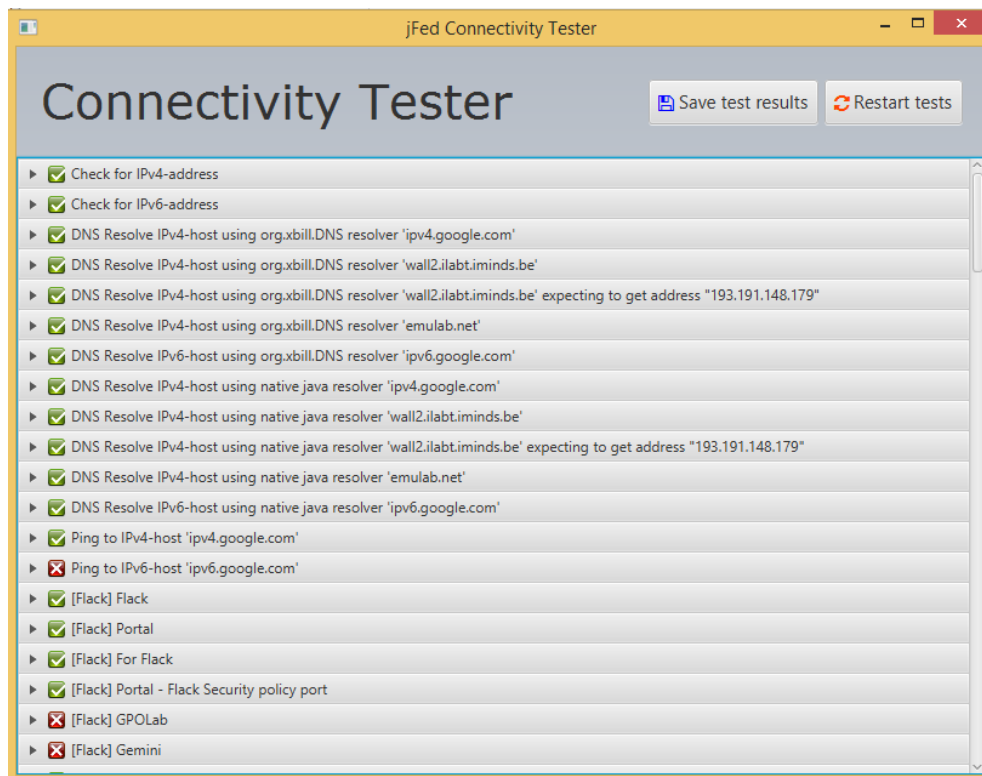 jFed Connectivity Tester
Connectivity Tester
Save test results
Restart tests
Check for IPv4-address
Check for IPv6-address
DNS Resolve IPv4-host using org.xbill.DNS resolver 'ipv4.google.com'
DNS Resolve IPv4-host using org.xbill.DNS resolver 'wall2.ilabt.iminds.be'
DNS Resolve IPv4-host using org.xbill.DNS resolver 'wall2.ilabt.iminds.be' expecting to get address "193.191.148.179"
DNS Resolve IPv4-host using org.xbill.DNS resolver 'emulab.net'
DNS Resolve IPv6-host using org.xbill.DNS resolver 'ipv6.google.com'
DNS Resolve IPv4-host using native java resolver 'ipv4.google.com'
DNS Resolve IPv4-host using native java resolver 'wall2.ilabt.iminds.be'
DNS Resolve IPv4-host using native java resolver 'wall2.ilabt.iminds.be' expecting to get address "193.191.148.179"
DNS Resolve IPv4-host using native java resolver 'emulab.net'
DNS Resolve IPv6-host using native java resolver 'ipv6.google.com'
Ping to IPv4-host 'ipv4.google.com'
Ping to IPv6-host 'ipv6.google.com'
[Flack] Flack
[Flack] Portal
[Flack] For Flack
[Flack] Portal - Flack Security policy port
[Flack] GPOLab
[Flack] Gemini